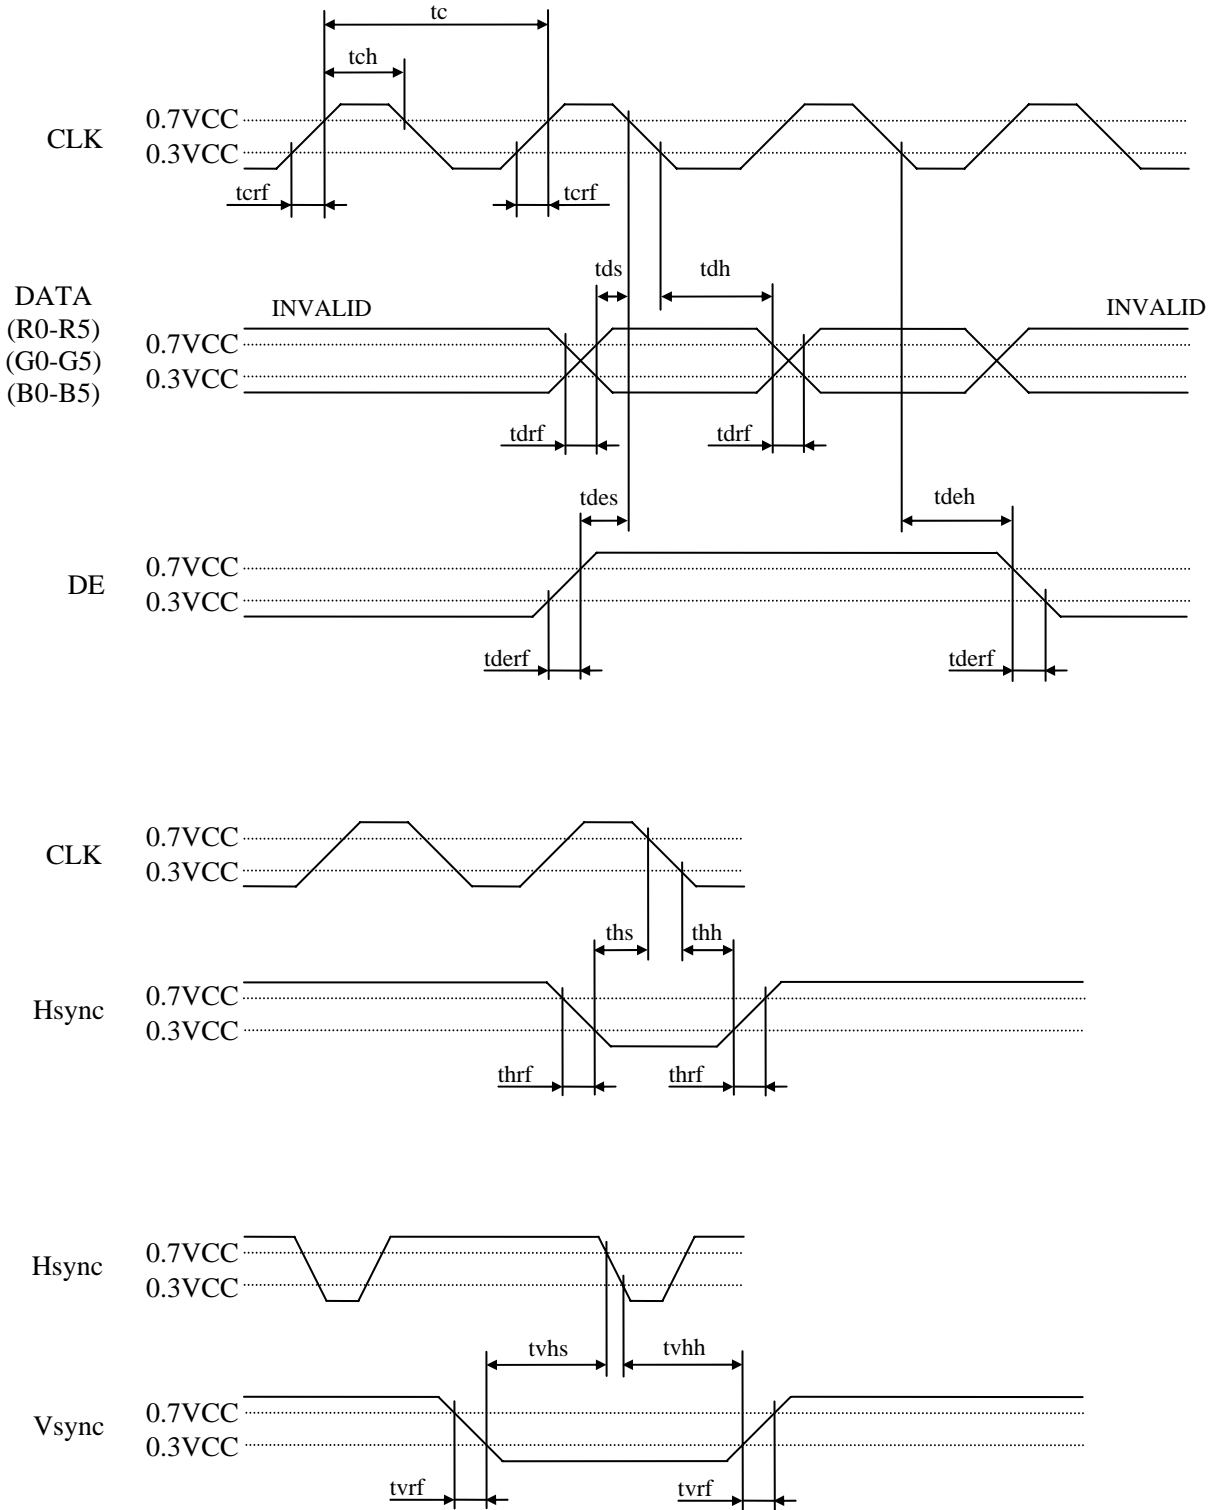 tc
tch
0.7VCC
CLK
0.3VCC
tcrf
tcrf
tds
tdh
DATA
INVALID
INVALID
(R0-R5)
0.7VCC
(G0-G5)
0.3VCC
(B0-B5)
tdrf
tdrf
tdes
tdeh
0.7VCC
DE
0.3VCC
tderf
tderf
0.7VCC
CLK
0.3VCC
ths
thh
0.7VCC
Hsync
0.3VCC
thrf
thrf
0.7VCC
Hsync
0.3VCC
tvhs
tvhh
0.7VCC
Vsync
0.3VCC
tvrf
tvrf